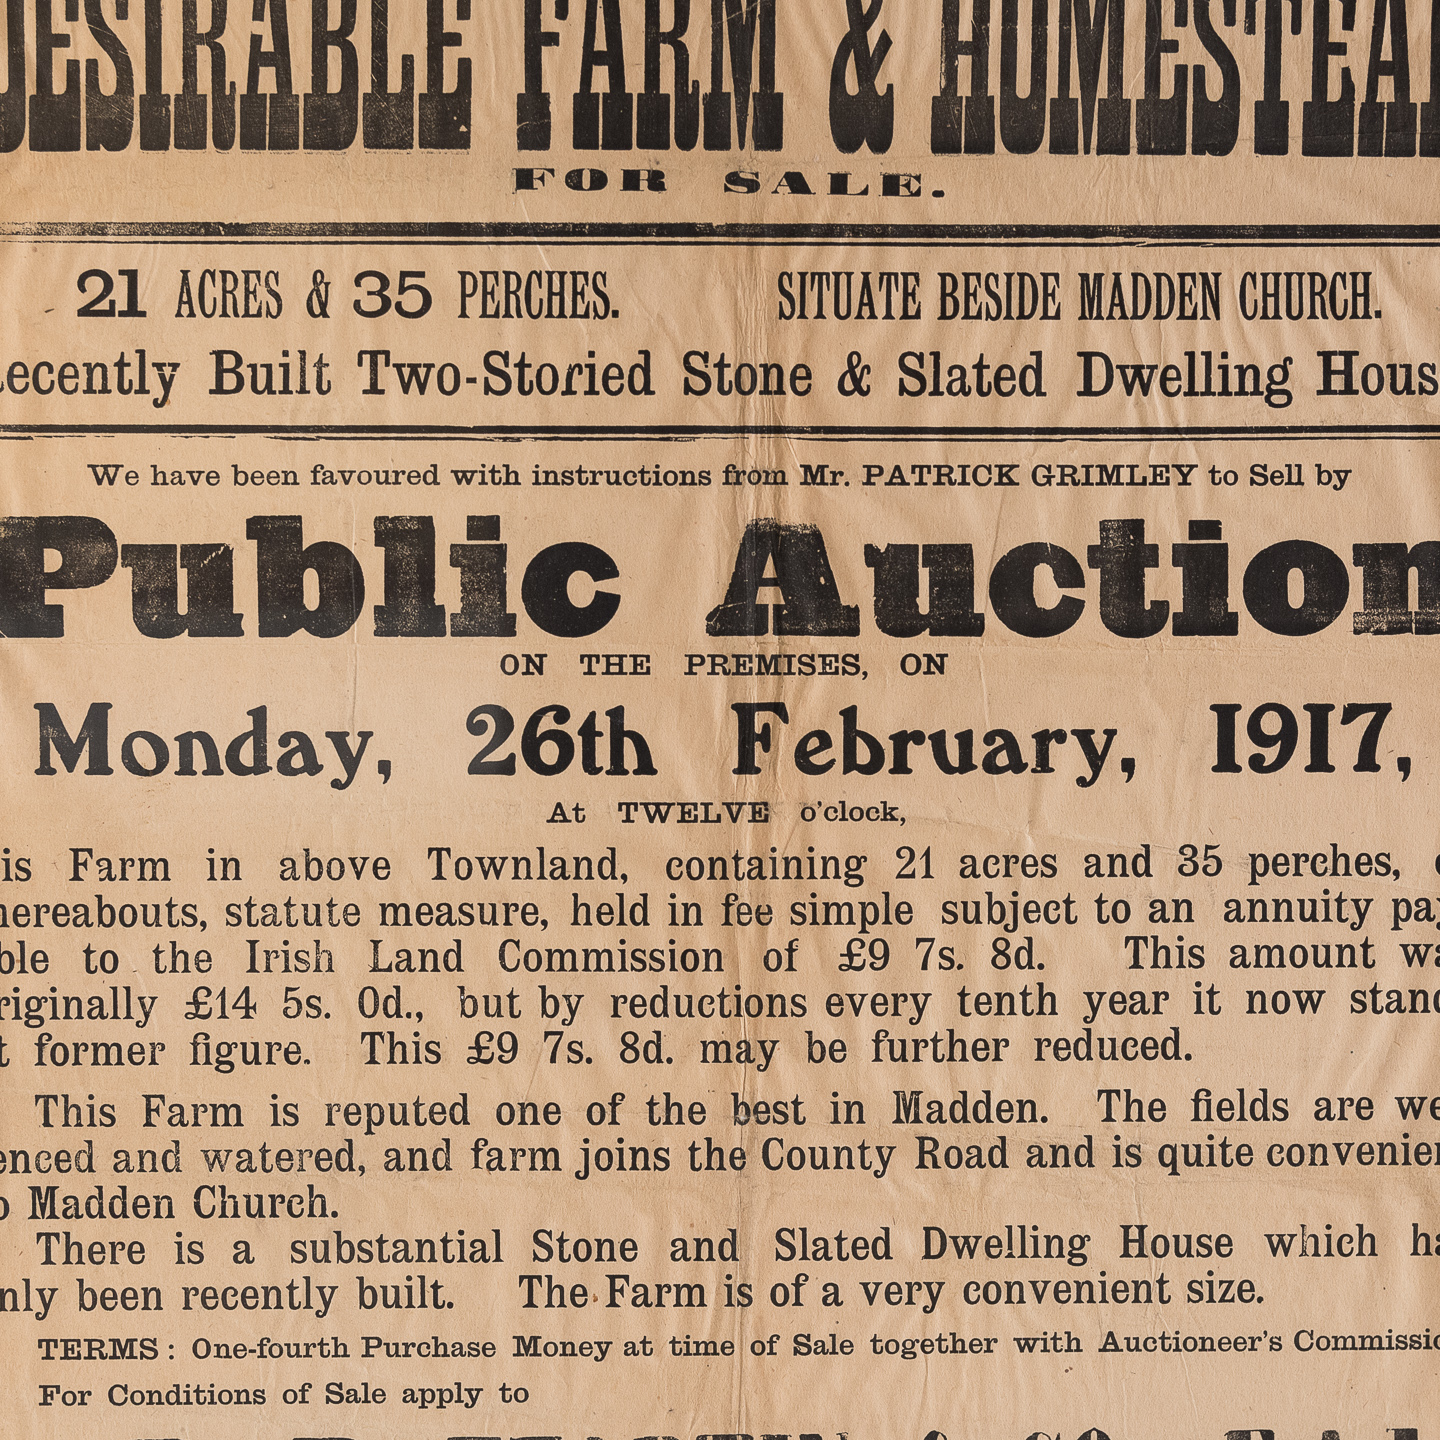 DESIRABLE FARM & HOMESTEAD
FOR SALE.
21 ACRES & 35 PERCHES. SITUATE BESIDE MADDEN CHURCH.
ecently Built Two-Storied Stone & Slated Dwelling Hous
We have been favoured with instructions from Mr. PATRICK GRIMLEY to Sell by
Public Auction
ON THE PREMISES, ON
Monday, 26th February, 1917,
At TWELVE o'clock,
is Farm in above Townland, containing 21 acres and 35 perches,
hereabouts, statute measure, held in fee simple subject to an annuity pay
ble to the Irish Land Commission of £9 7s. 8d. This amount wa
riginally £14 5s. 0d., but by reductions every tenth year it now stand
t former figure. This £9 7s. 8d. may be further reduced.
This Farm is reputed one of the best in Madden. The fields are we
enced and watered, and farm joins the County Road and is quite convenien
o Madden Church.
There is a substantial Stone and Slated Dwelling House which ha
nly been recently built. The Farm is of a very convenient size.
TERMS: One-fourth Purchase Money at time of Sale together with Auctioneer's Commissio
For Conditions of Sale apply to